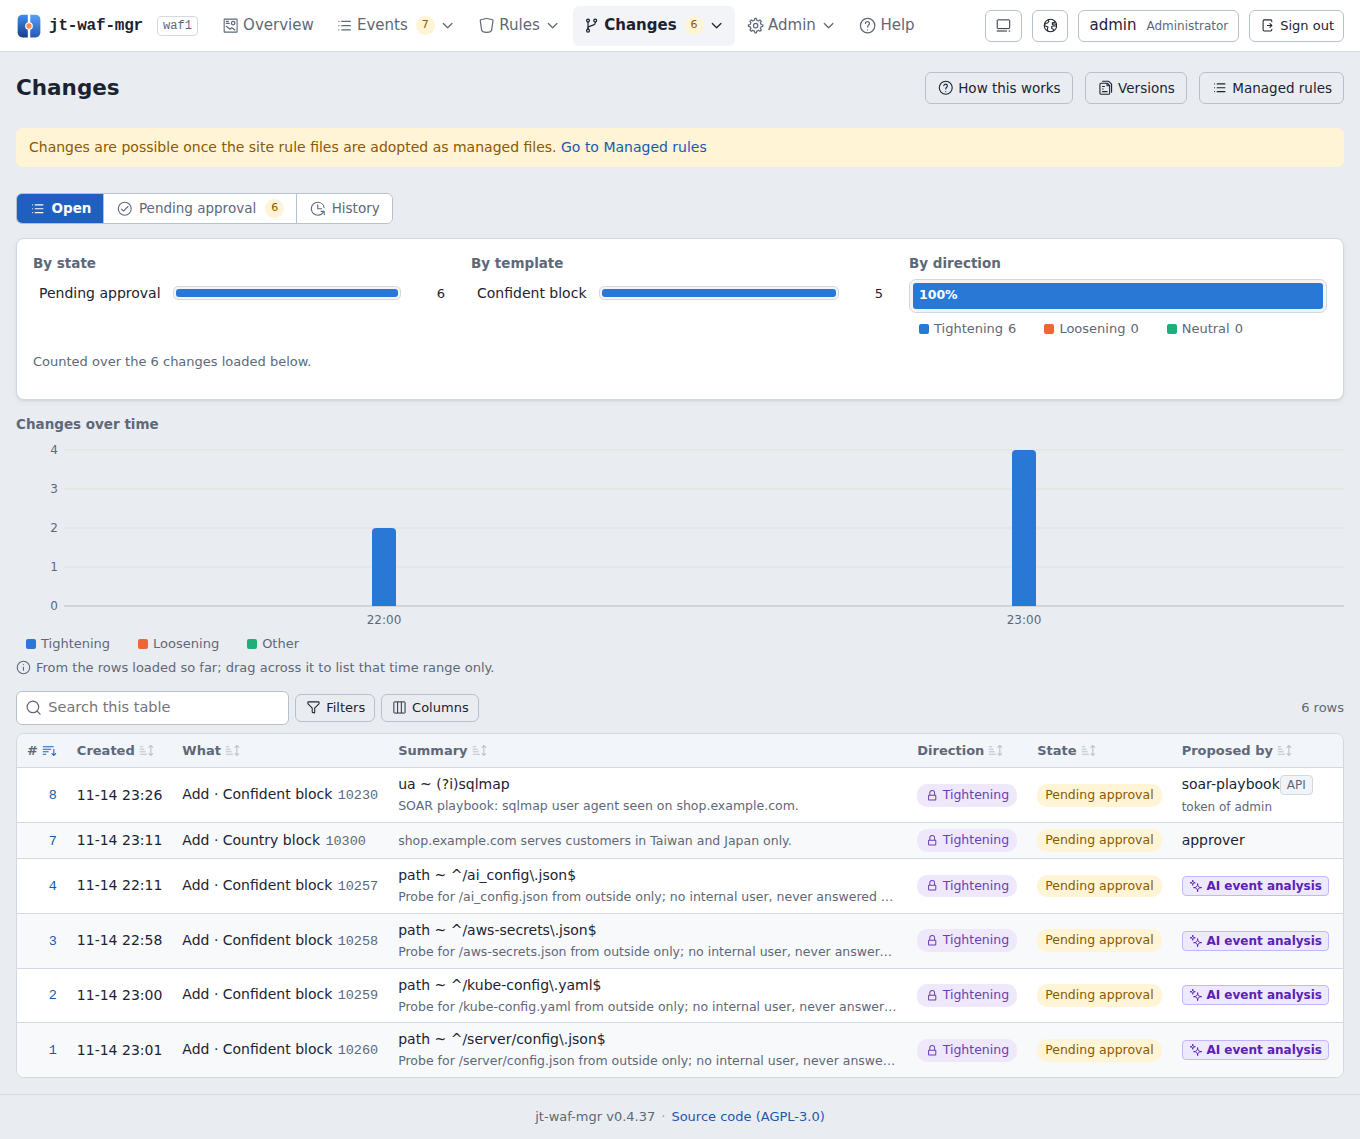 jt-waf-mgr waf1 Overview Events 7 Rules Changes 6 Admin Help admin Administrator Sign out
Changes How this works Versions Managed rules
Changes are possible once the site rule files are adopted as managed files. Go to Managed rules
Open Pending approval 6 History
By state By template By direction
Pending approval 6 Confident block 5 100%
Tightening 6 Loosening 0 Neutral 0
Counted over the 6 changes loaded below.
Changes over time
4
3
2
1
0
22:00 23:00
Tightening Loosening Other
From the rows loaded so far; drag across it to list that time range only.
Search this table Filters Columns 6 rows
# Created What Summary Direction State Proposed by
8 11-14 23:26 Add · Confident block 10230 ua ~ (?i)sqlmap Tightening Pending approval soar-playbook API
SOAR playbook: sqlmap user agent seen on shop.example.com. token of admin
7 11-14 23:11 Add · Country block 10300 shop.example.com serves customers in Taiwan and Japan only. Tightening Pending approval approver
4 11-14 22:11 Add · Confident block 10257 path ~ ^/ai_config\.json$ Tightening Pending approval AI event analysis
Probe for /ai_config.json from outside only; no internal user, never answered ...
3 11-14 22:58 Add · Confident block 10258 path ~ ^/aws-secrets\.json$ Tightening Pending approval AI event analysis
Probe for /aws-secrets.json from outside only; no internal user, never answer...
2 11-14 23:00 Add · Confident block 10259 path ~ ^/kube-config\.yaml$ Tightening Pending approval AI event analysis
Probe for /kube-config.yaml from outside only; no internal user, never answer...
1 11-14 23:01 Add · Confident block 10260 path ~ ^/server/config\.json$ Tightening Pending approval AI event analysis
Probe for /server/config.json from outside only; no internal user, never answe...
jt-waf-mgr v0.4.37 · Source code (AGPL-3.0)